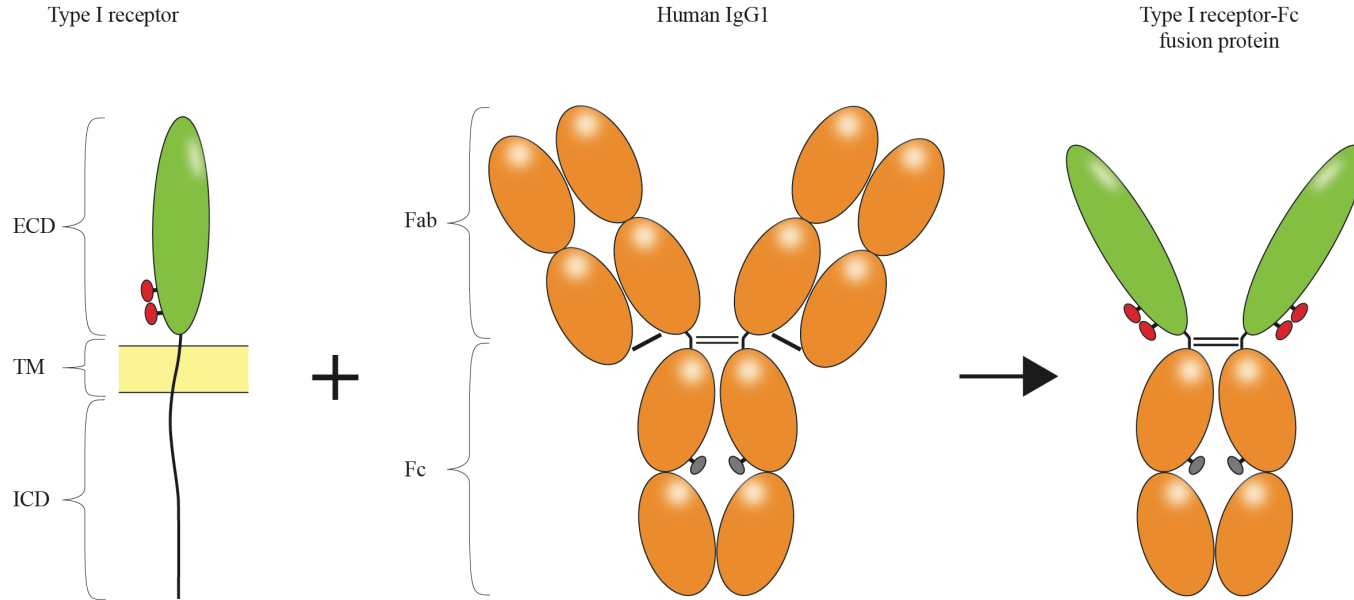 Type I receptor
Human IgG1
Type I receptor-Fc
fusion protein
ECD
TM
ICD
Fab
Fc